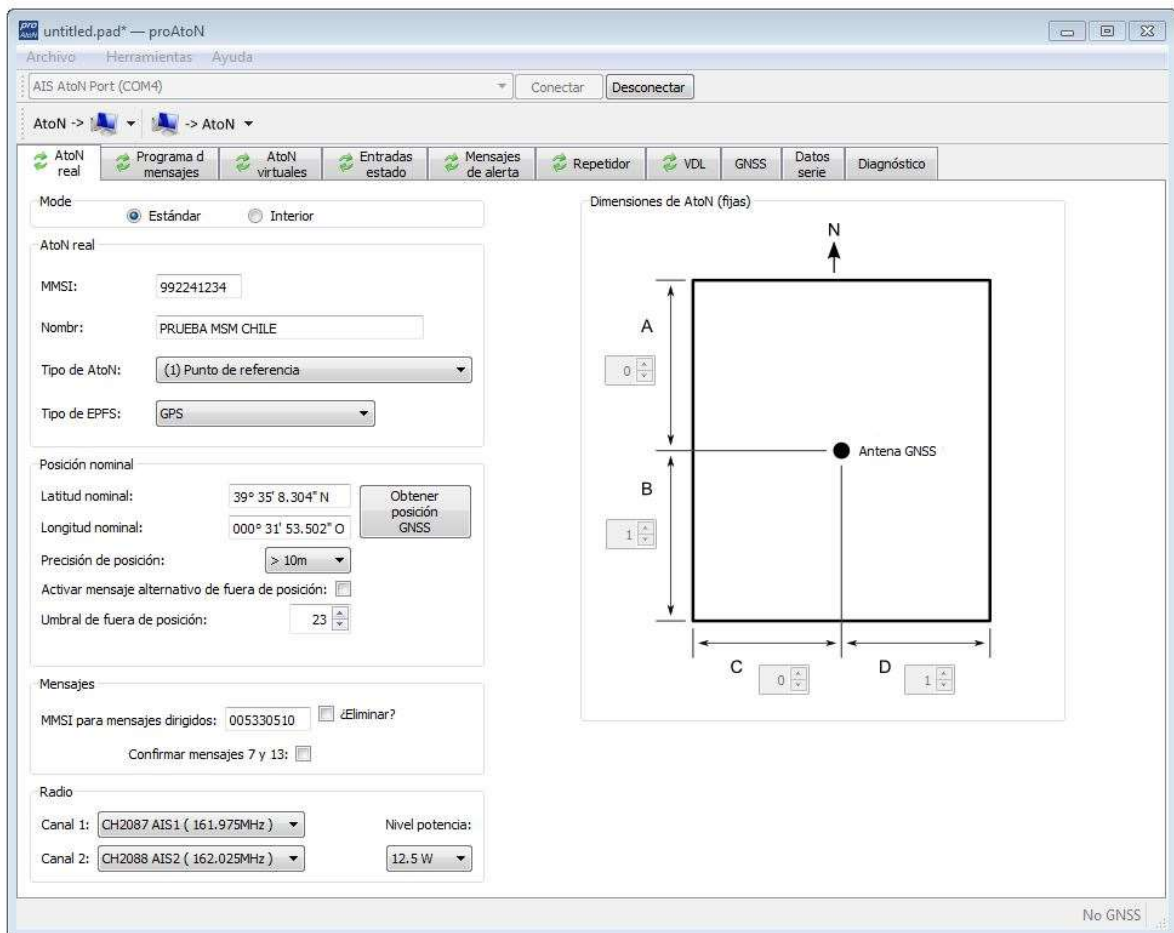 pro AtoN untitled.pad* — proAtoN
Archivo Herramientas Ayuda
AIS AtoN Port (COM4) Conectar Desconectar
AtoN -> -> AtoN
AtoN real
Programa d mensajes
AtoN virtuales
Entradas estado
Mensajes de alerta
Repetidor
VDL
GNSS
Datos serie
Diagnóstico
Mode
Estándar Interior
AtoN real
MMSI: 992241234
Nombr: PRUEBA MSM CHILE
Tipo de AtoN: (1) Punto de referencia
Tipo de EPFS: GPS
Posición nominal
Latitud nominal: 39° 35' 8.304" N
Longitud nominal: 000° 31' 53.502" O
Obtener
posición
GNSS
Precisión de posición: > 10m
Activar mensaje alternativo de fuera de posición:
Umbral de fuera de posición: 23
Mensajes
MMSI para mensajes dirigidos: 005330510 ¿Eliminar?
Confirmar mensajes 7 y 13:
Radio
Canal 1: CH2087 AIS1 ( 161.975MHz ) Nivel potencia:
Canal 2: CH2088 AIS2 ( 162.025MHz ) 12.5 W
Dimensiones de AtoN (fijas)
N
A
0
Antena GNSS
B
1
C 0 D 1
No GNSS